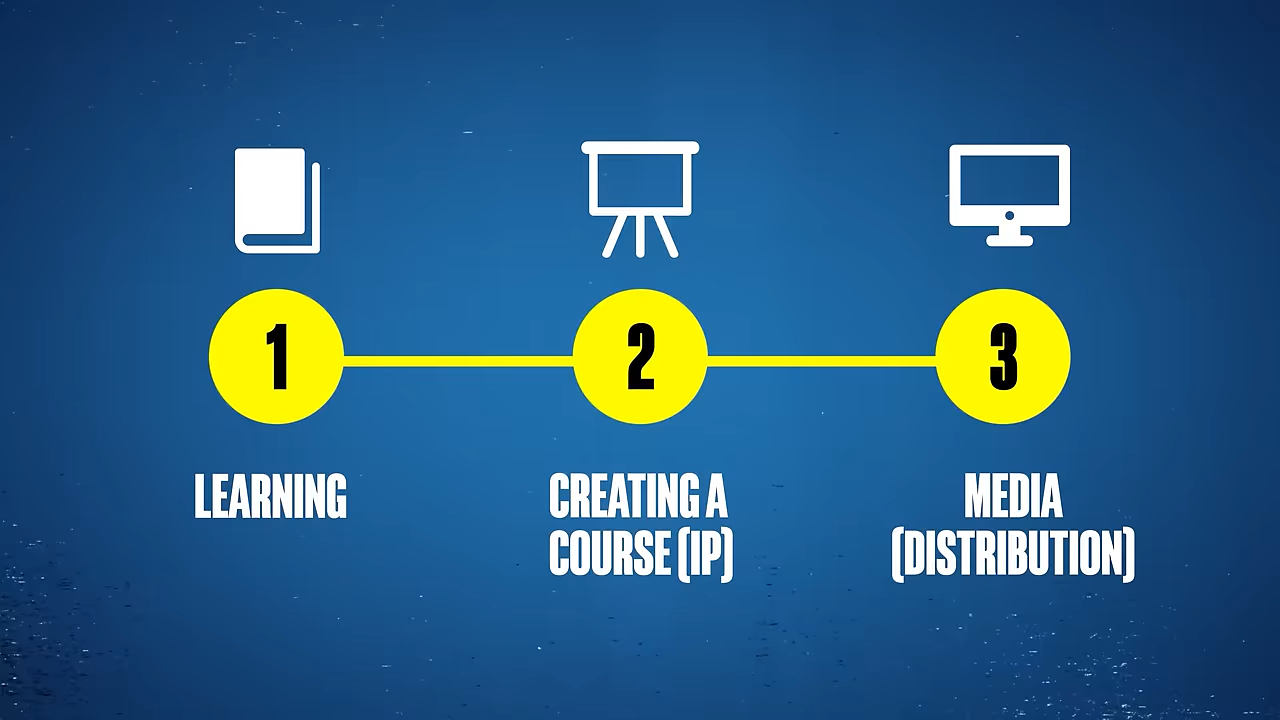 1
2
3
LEARNING
CREATING A
COURSE (IP)
MEDIA
(DISTRIBUTION)